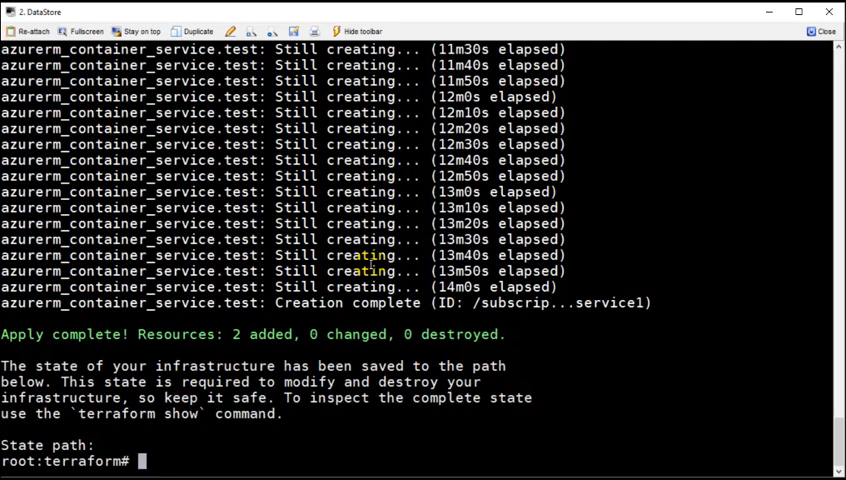 2. DataStore
Re-attach Fullscreen Stay on top Duplicate Hide toolbar Close
azurerm_container_service.test: Still creating... (11m30s elapsed)
azurerm_container_service.test: Still creating... (11m40s elapsed)
azurerm_container_service.test: Still creating... (11m50s elapsed)
azurerm_container_service.test: Still creating... (12m0s elapsed)
azurerm_container_service.test: Still creating... (12m10s elapsed)
azurerm_container_service.test: Still creating... (12m20s elapsed)
azurerm_container_service.test: Still creating... (12m30s elapsed)
azurerm_container_service.test: Still creating... (12m40s elapsed)
azurerm_container_service.test: Still creating... (12m50s elapsed)
azurerm_container_service.test: Still creating... (13m0s elapsed)
azurerm_container_service.test: Still creating... (13m10s elapsed)
azurerm_container_service.test: Still creating... (13m20s elapsed)
azurerm_container_service.test: Still creating... (13m30s elapsed)
azurerm_container_service.test: Still creating... (13m40s elapsed)
azurerm_container_service.test: Still creating... (13m50s elapsed)
azurerm_container_service.test: Still creating... (14m0s elapsed)
azurerm_container_service.test: Creation complete (ID: /subscrip...service1)
Apply complete! Resources: 2 added, 0 changed, 0 destroyed.
The state of your infrastructure has been saved to the path
below. This state is required to modify and destroy your
infrastructure, so keep it safe. To inspect the complete state
use the `terraform show` command.
State path:
root:terraform#